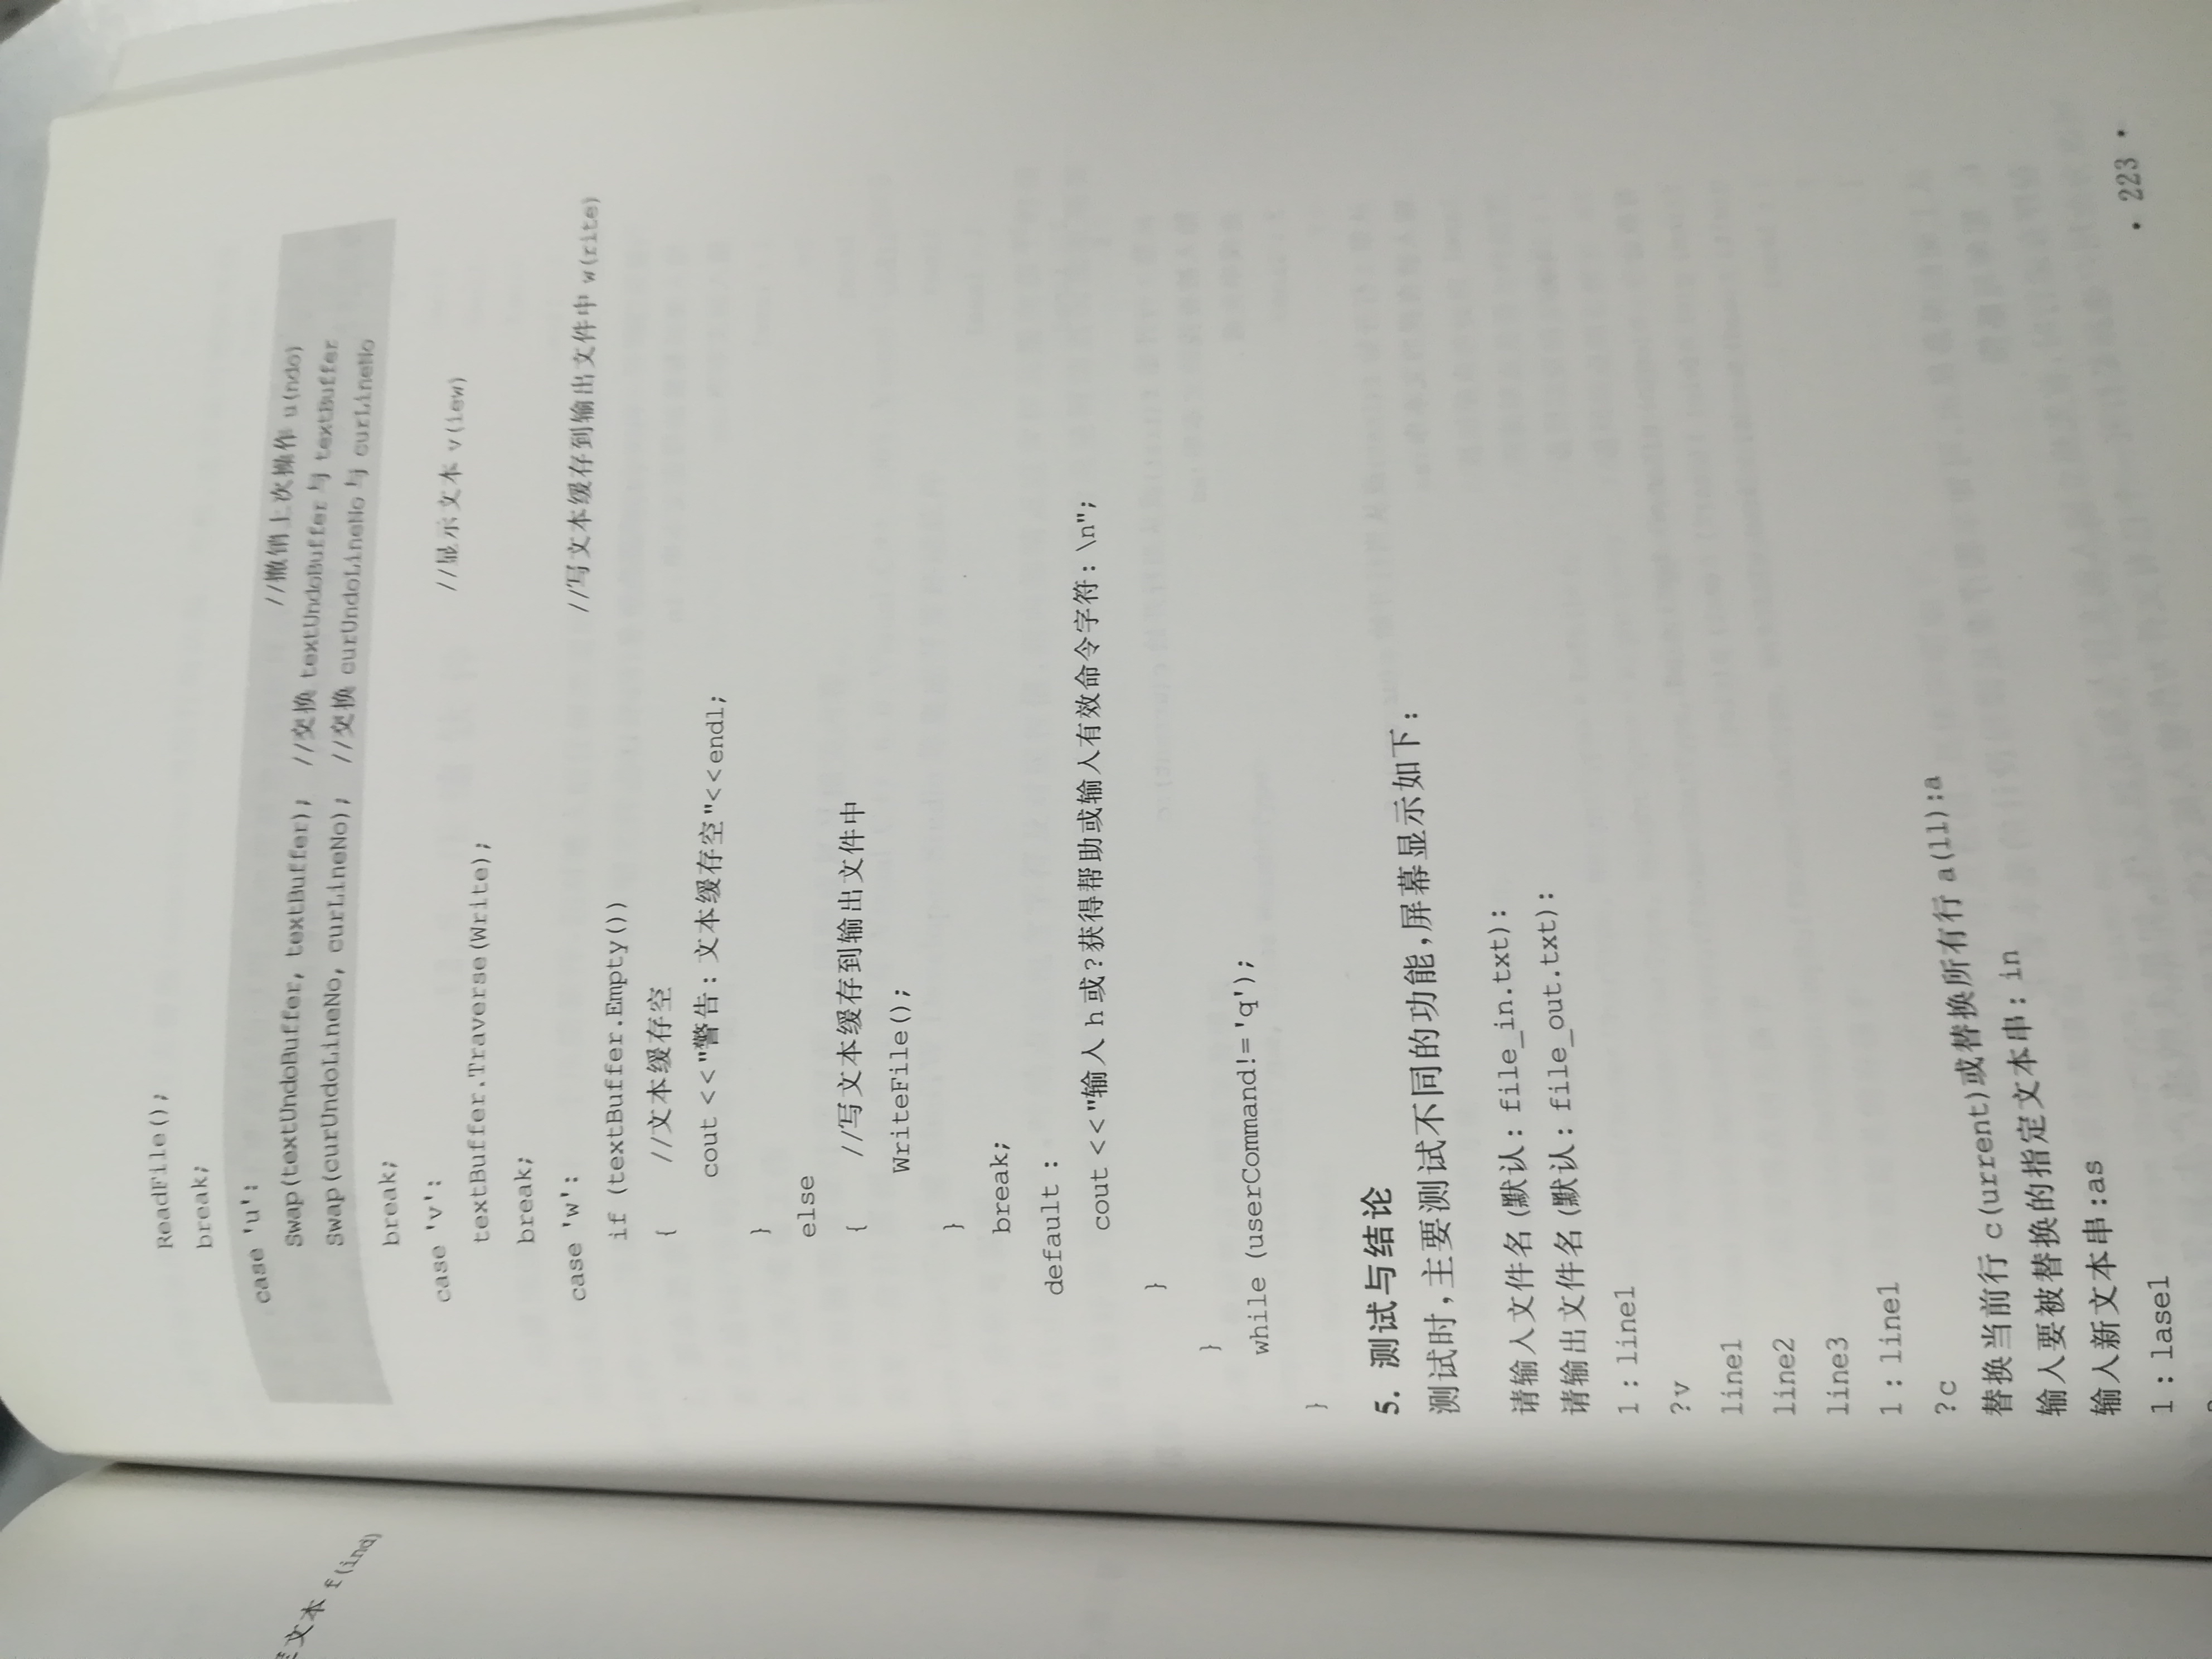 定文本 f(ind)
ReadFile();
break;
case 'u': //撤销上次操作 u(ndo)
Swap(textUndoBuffer, textBuffer); //交换 textUndoBuffer 与 textBuffer
Swap(curUndoLineNo, curLineNo); //交换 curUndoLineNo 与 curLineNo
break;
case 'v': //显示文本 v(iew)
textBuffer.Traverse(Write);
break;
case 'w': //写文本缓存到输出文件中 w(rite)
if (textBuffer.Empty())
{ //文本缓存空
cout <<"警告: 文本缓存空"<<endl;
}
else
{ //写文本缓存到输出文件中
WriteFile();
}
break;
default :
cout <<"输入 h 或?获得帮助或输入有效命令字符: \n";
}
}
while (userCommand!='q');
}
5. 测试与结论
测试时,主要测试不同的功能,屏幕显示如下:
请输入文件名(默认: file_in.txt):
请输出文件名(默认: file_out.txt):
1 : line1
?v
line1
line2
line3
1 : line1
?c
替换当前行 c(urrent)或替换所有行 a(ll):a
输入要被替换的指定文本串: in
输入新文本串:as
1 : lase1
· 223 ·